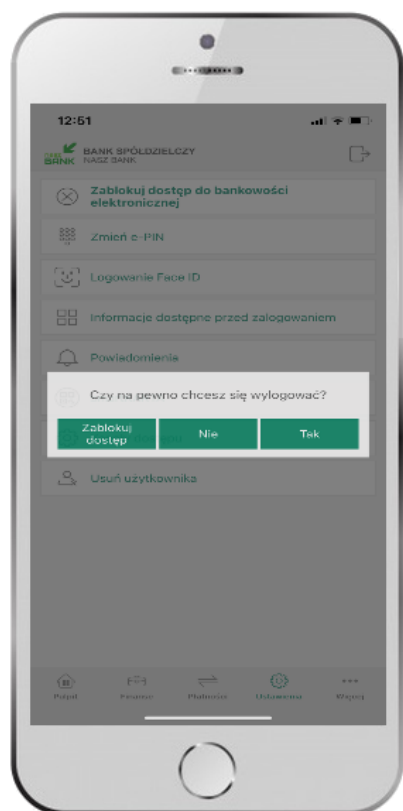 12:51
BANK SPÓŁDZIELCZY
NASZ BANK
BANK
Zablokuj dostęp do bankowości
elektronicznej
Zmień e-PIN
Logowanie Face ID
Informacje dostępne przed zalogowaniem
Powiadomienia
Czy na pewno chcesz się wylogować?
Zablokuj
dostęp
Nie
Tak
Usuń użytkownika
Pulpit
Finanse
Płatności
Ustawienia
Więcej